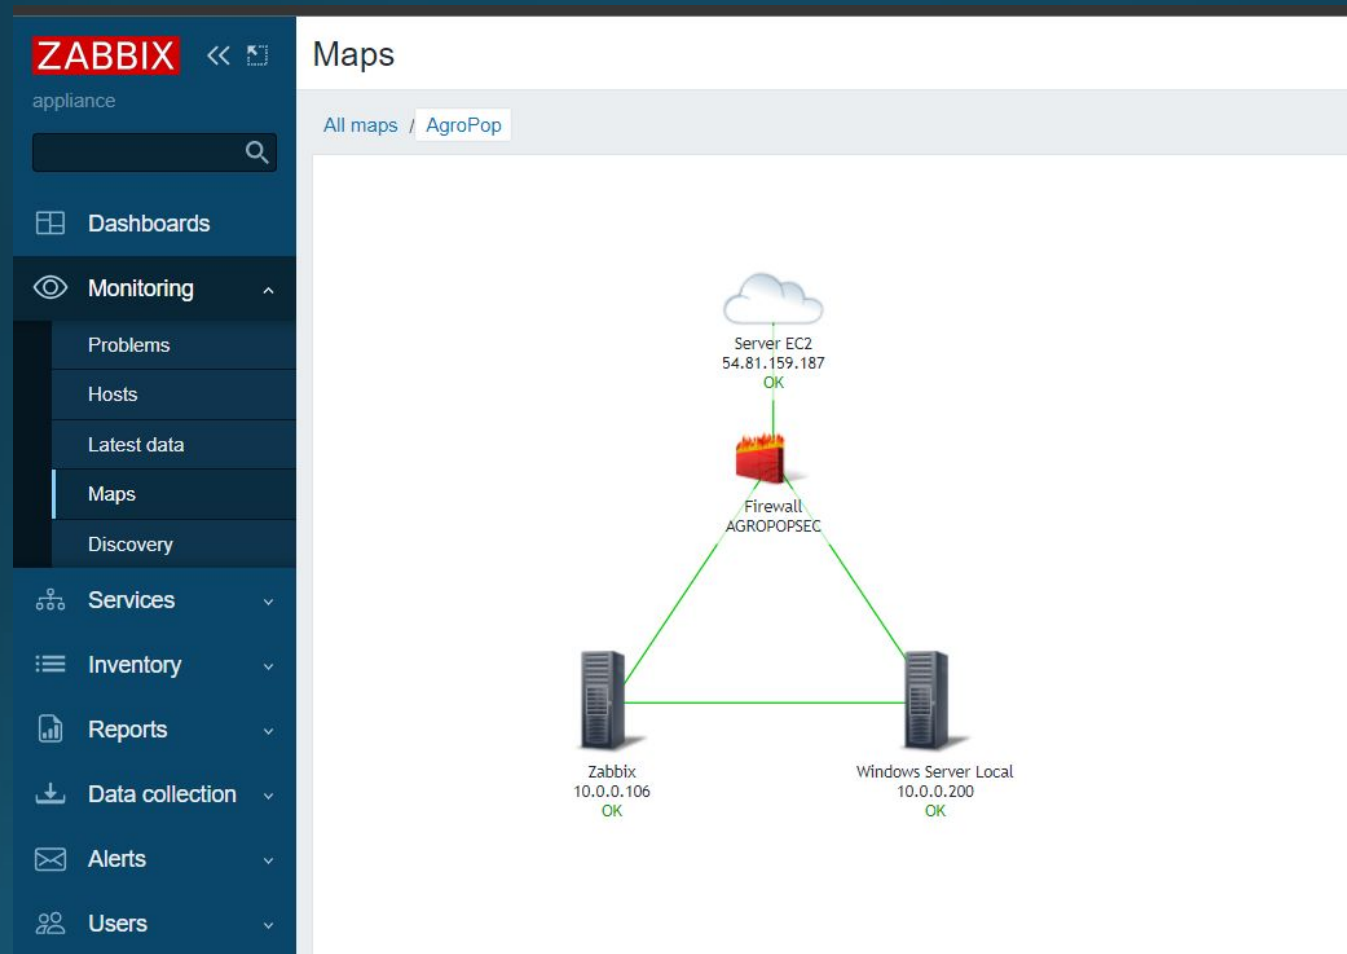 ZABBIX
appliance
Dashboards
Monitoring
Problems
Hosts
Latest data
Maps
Discovery
Services
Inventory
Reports
Data collection
Alerts
Users
Maps
All maps / AgroPop
Server EC2
54.81.159.187
OK
Firewall
AGROPOPSEC
Zabbix
10.0.0.106
OK
Windows Server Local
10.0.0.200
OK